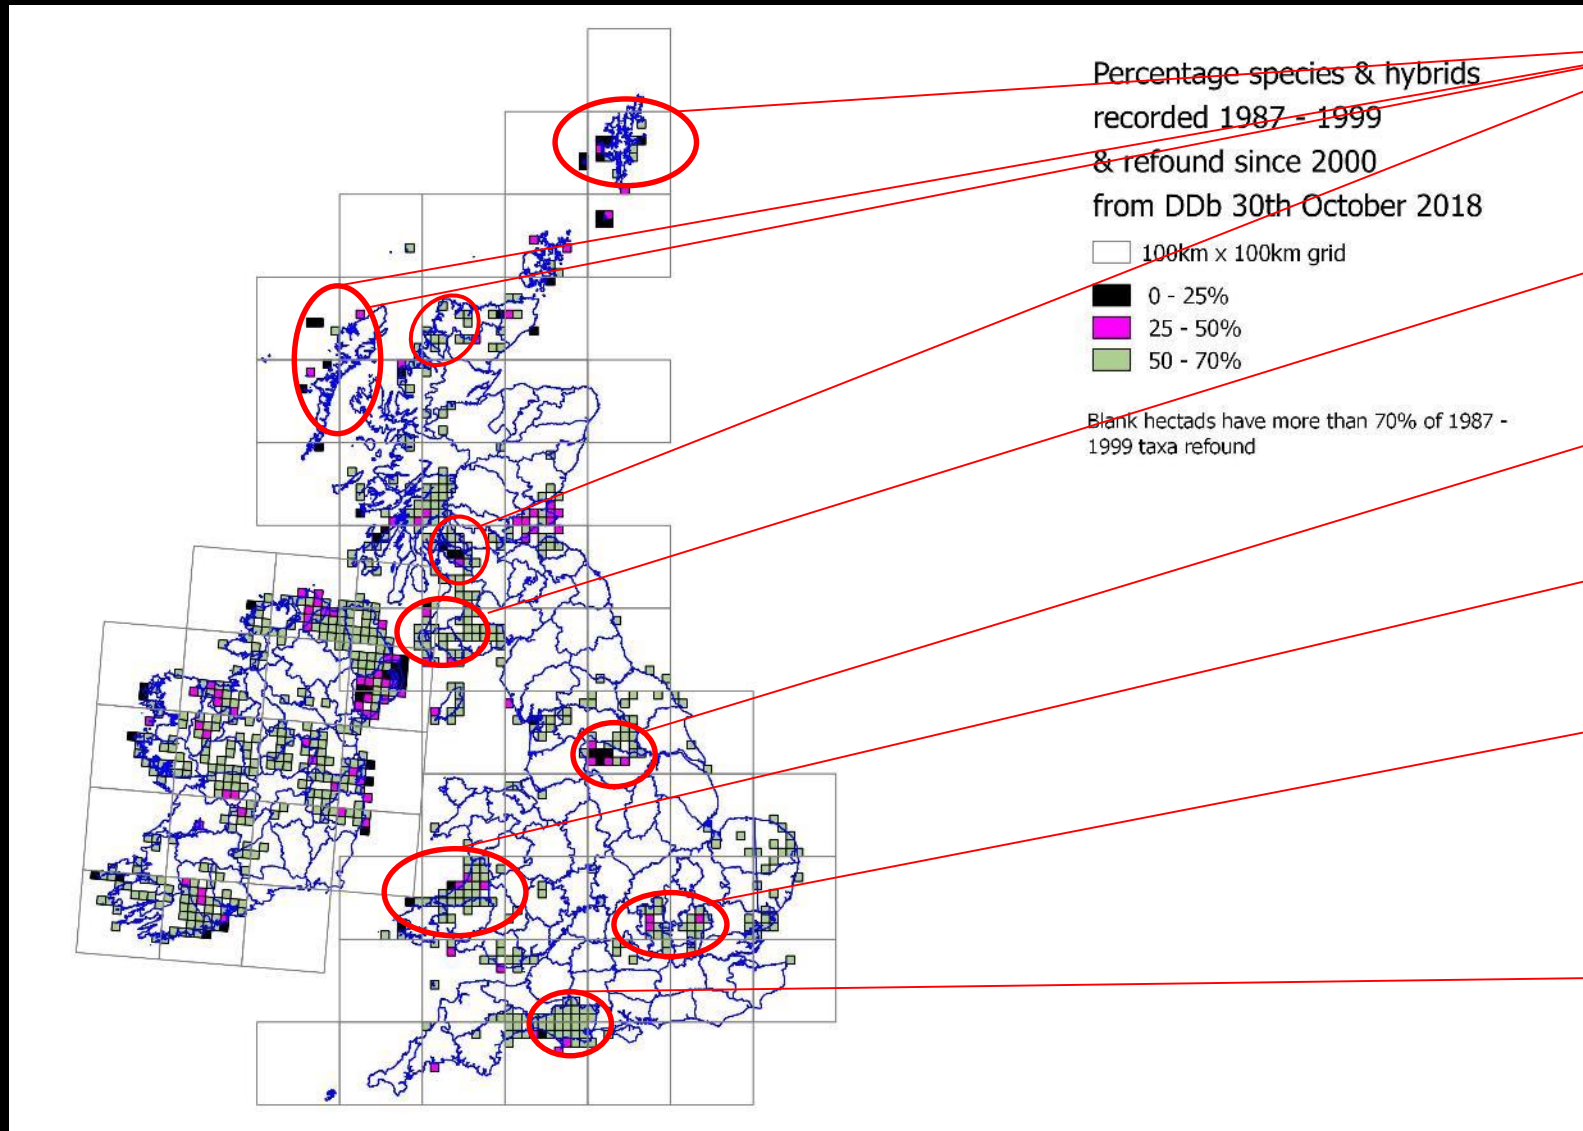 Percentage species & hybrids
recorded 1987 - 1999
& refound since 2000
from DDb 30th October 2018
100km x 100km grid
0 - 25%
25 - 50%
50 - 70%
Blank hectads have more than 70% of 1987 -
1999 taxa refound